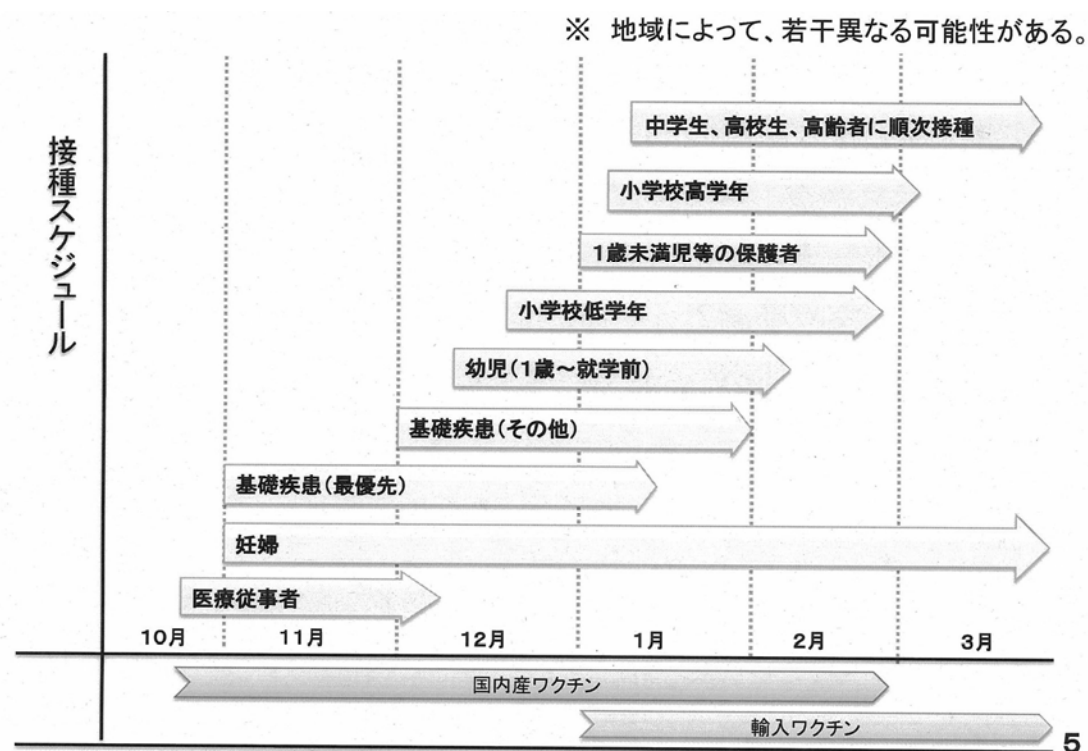 ※ 地域によって、若干異なる可能性がある。
接種スケジュール
中学生、高校生、高齢者に順次接種
小学校高学年
1歳未満児等の保護者
小学校低学年
幼児(1歳～就学前)
基礎疾患(その他)
基礎疾患(最優先)
妊婦
医療従事者
10月 11月 12月 1月 2月 3月
国内産ワクチン
輸入ワクチン
5